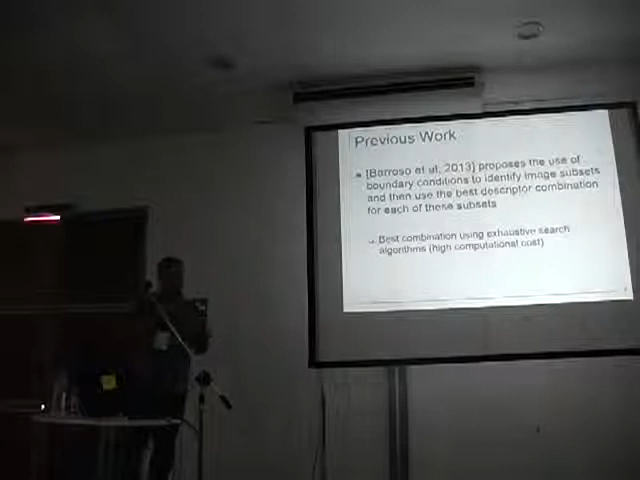 Previous Work
[Barroso et al, 2013] proposes the use of
boundary conditions to identify image subsets
and then use the best descriptor combination
for each of these subsets
Best combination using exhaustive search
algorithms (high computational cost)